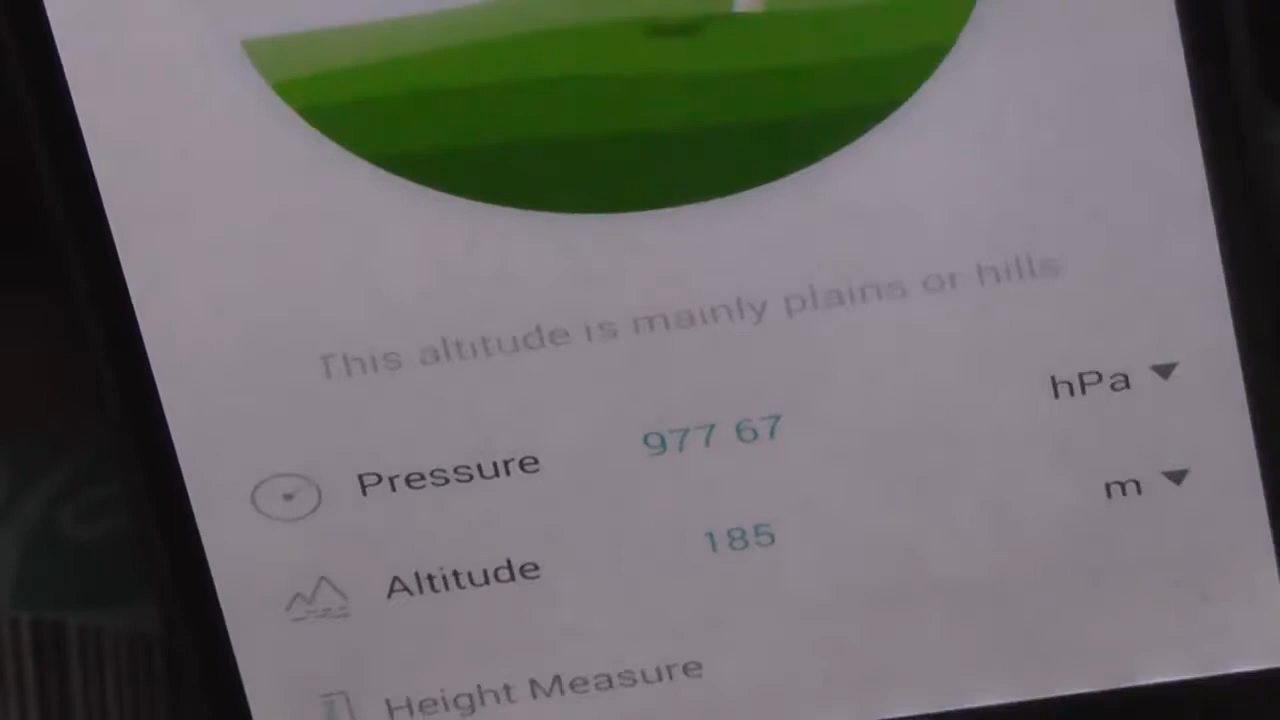 This altitude is mainly plains or hills
Pressure 977 67 hPa
Altitude 185 m
Height Measure